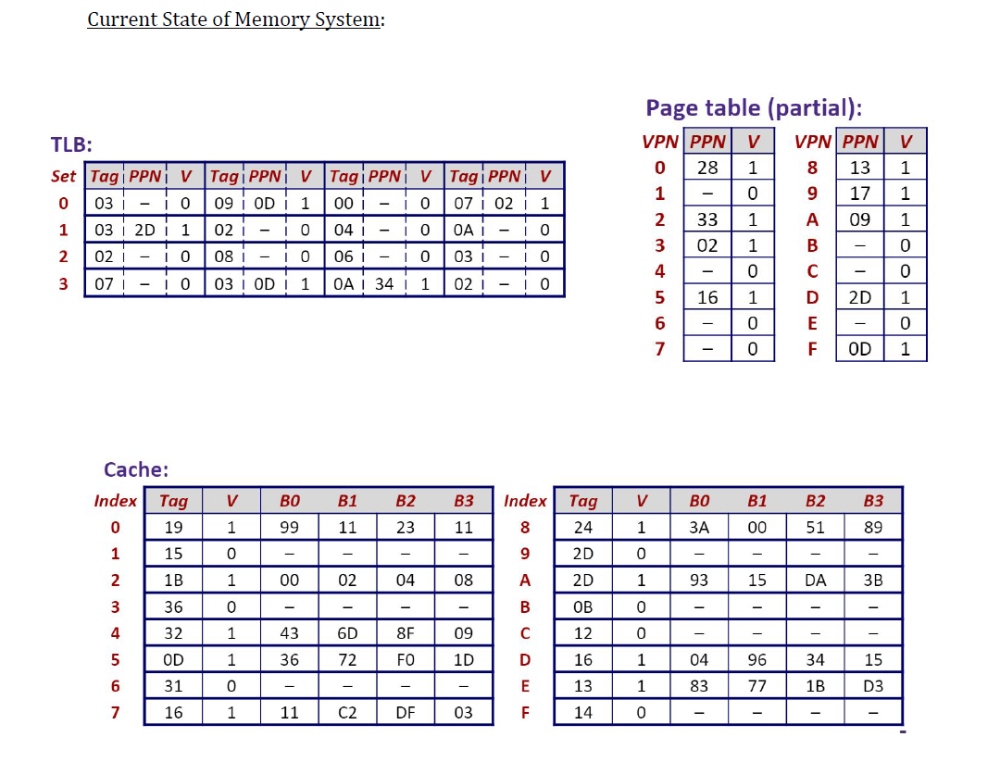 Current State of Memory System:
Page table (partial):
VPN PPN V VPN PPN V
0 28 1 8 13 1
1 – 0 9 17 1
2 33 1 A 09 1
3 02 1 B – 0
4 – 0 C – 0
5 16 1 D 2D 1
6 – 0 E – 0
7 – 0 F 0D 1
TLB:
Set Tag PPN V Tag PPN V Tag PPN V Tag PPN V
0 03 – 0 09 0D 1 00 – 0 07 02 1
1 03 2D 1 02 – 0 04 – 0 0A – 0
2 02 – 0 08 – 0 06 – 0 03 – 0
3 07 – 0 03 0D 1 0A 34 1 02 – 0
Cache:
Index Tag V B0 B1 B2 B3 Index Tag V B0 B1 B2 B3
0 19 1 99 11 23 11 8 24 1 3A 00 51 89
1 15 0 – – – – 9 2D 0 – – – –
2 1B 1 00 02 04 08 A 2D 1 93 15 DA 3B
3 36 0 – – – – B 0B 0 – – – –
4 32 1 43 6D 8F 09 C 12 0 – – – –
5 0D 1 36 72 F0 1D D 16 1 04 96 34 15
6 31 0 – – – – E 13 1 83 77 1B D3
7 16 1 11 C2 DF 03 F 14 0 – – – –